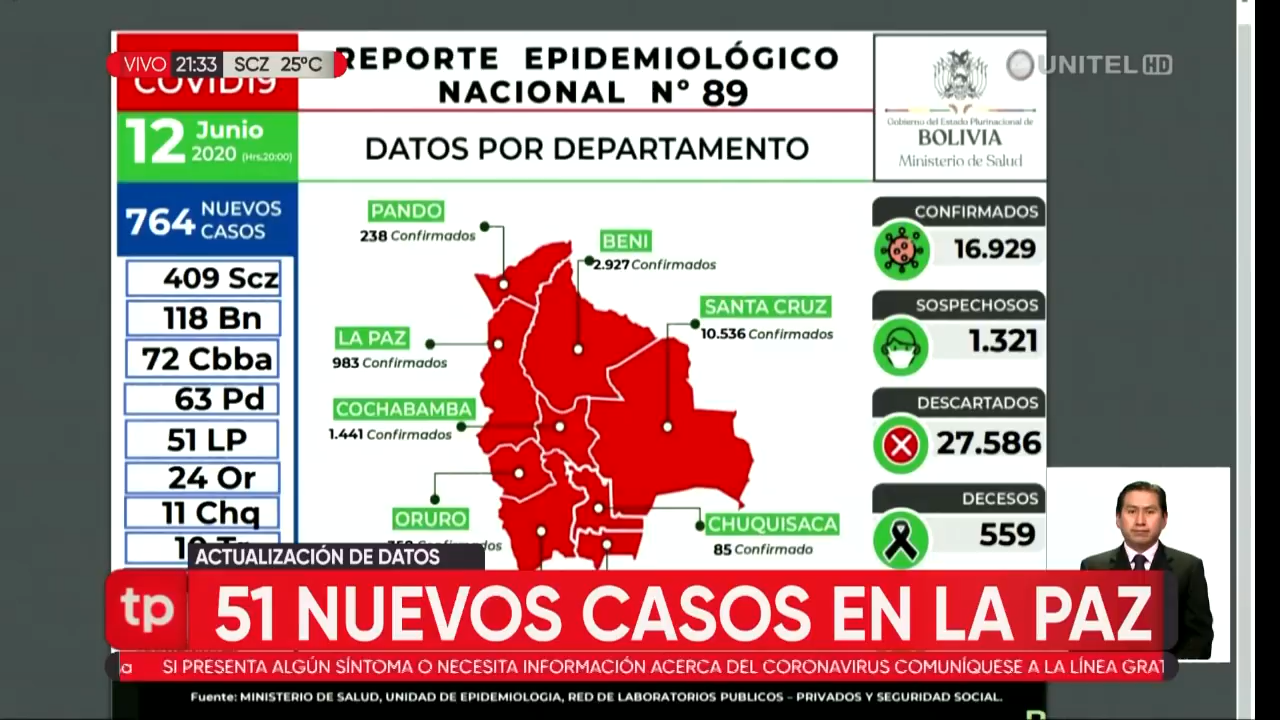 VIVO 21:33 SCZ 25°C
UNITEL HD
COVID19
REPORTE EPIDEMIOLÓGICO
NACIONAL N° 89
12 Junio
2020 (Hrs.20:00)
DATOS POR DEPARTAMENTO
Gobierno del Estado Plurinacional de
BOLIVIA
Ministerio de Salud
764 NUEVOS
CASOS
409 Scz
118 Bn
72 Cbba
63 Pd
51 LP
24 Or
11 Chq
PANDO
238 Confirmados
BENI
2.927 Confirmados
SANTA CRUZ
10.536 Confirmados
LA PAZ
983 Confirmados
COCHABAMBA
1.441 Confirmados
ORURO
CHUQUISACA
85 Confirmado
CONFIRMADOS
16.929
SOSPECHOSOS
1.321
DESCARTADOS
27.586
DECESOS
559
ACTUALIZACIÓN DE DATOS
tp 51 NUEVOS CASOS EN LA PAZ
a SI PRESENTA ALGÚN SÍNTOMA O NECESITA INFORMACIÓN ACERCA DEL CORONAVIRUS COMUNÍQUESE A LA LÍNEA GRAT
Fuente: MINISTERIO DE SALUD, UNIDAD DE EPIDEMIOLOGIA, RED DE LABORATORIOS PUBLICOS – PRIVADOS Y SEGURIDAD SOCIAL.